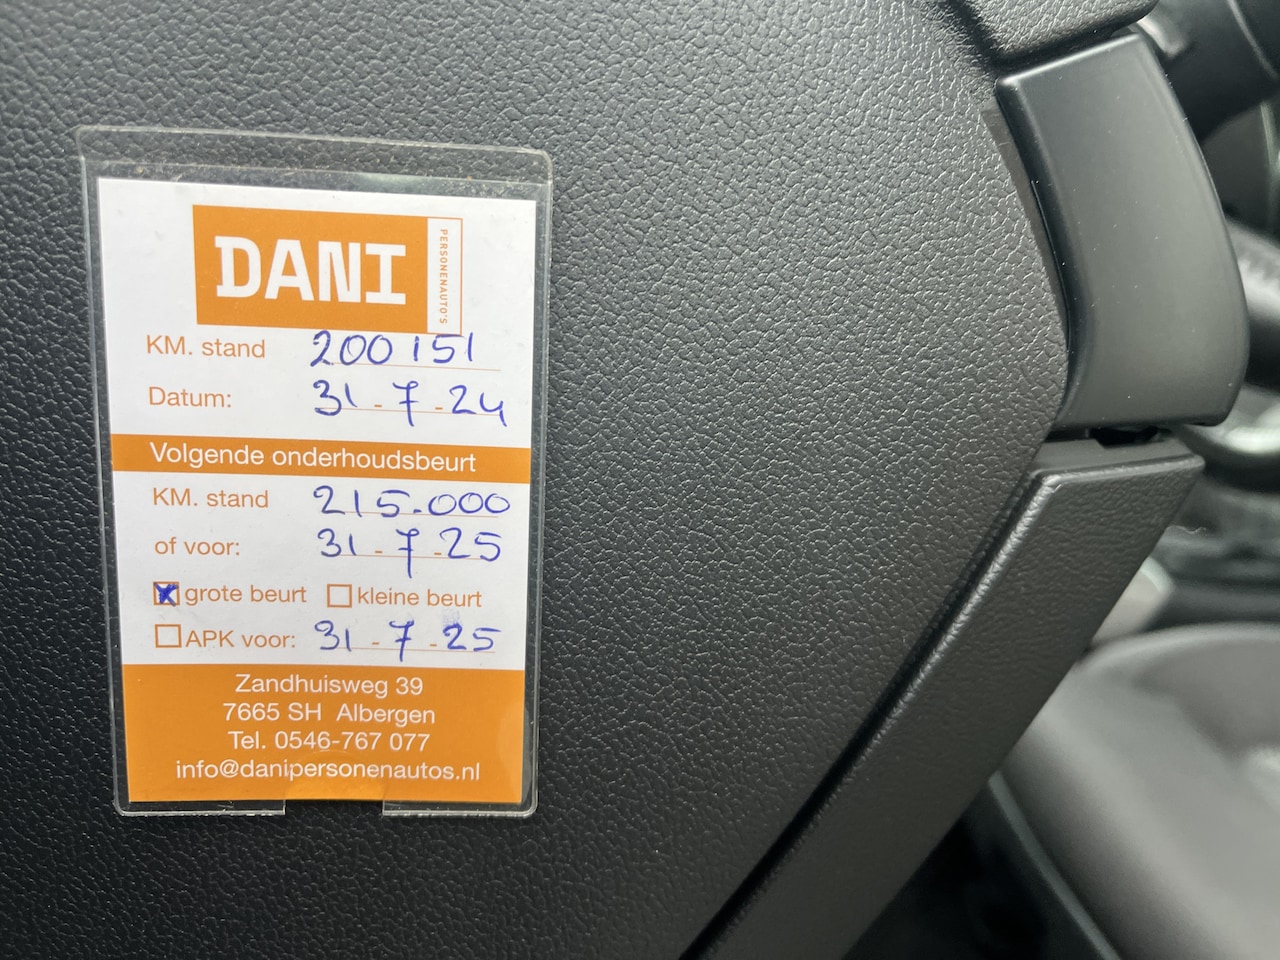 DANI
PERSONENAUTO'S
KM. stand 200151
Datum: 31-7-24
Volgende onderhoudsbeurt
KM. stand 215.000
of voor: 31-7-25
grote beurt kleine beurt
APK voor: 31-7-25
Zandhuisweg 39
7665 SH Albergen
Tel. 0546-767 077
info@danipersonenautos.nl